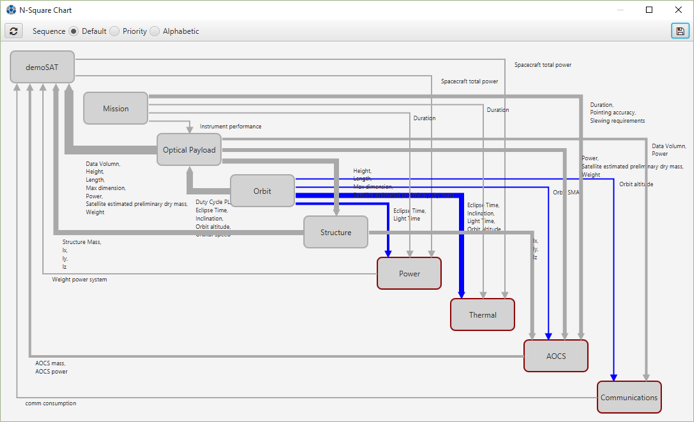 N-Square Chart
Sequence Default Priority Alphabetic
demoSAT
Spacecraft total power
Spacecraft total power
Mission
Duration
Duration
Duration,
Pointing accuracy,
Slewing requirements
Instrument performance
Optical Payload
Data Volumn,
Power
Data Volumn,
Height,
Length,
Max dimension,
Power,
Satellite estimated preliminary dry mass,
Weight
Height,
Length,
Max dimension,
Power,
Satellite estimated preliminary dry mass,
Weight
Orbit
Orbit altitude
Orbit SMA
Duty Cycle PL
Eclipse Time,
Inclination,
Orbit altitude,
Eclipse Time,
Light Time
Eclipse Time,
Inclination,
Light Time,
Orbit altitude
Structure
Structure Mass,
Ix,
Iy,
Iz
Ix,
Iy,
Iz
Power
Weight power system
Thermal
AOCS
AOCS mass,
AOCS power
Communications
comm consumption